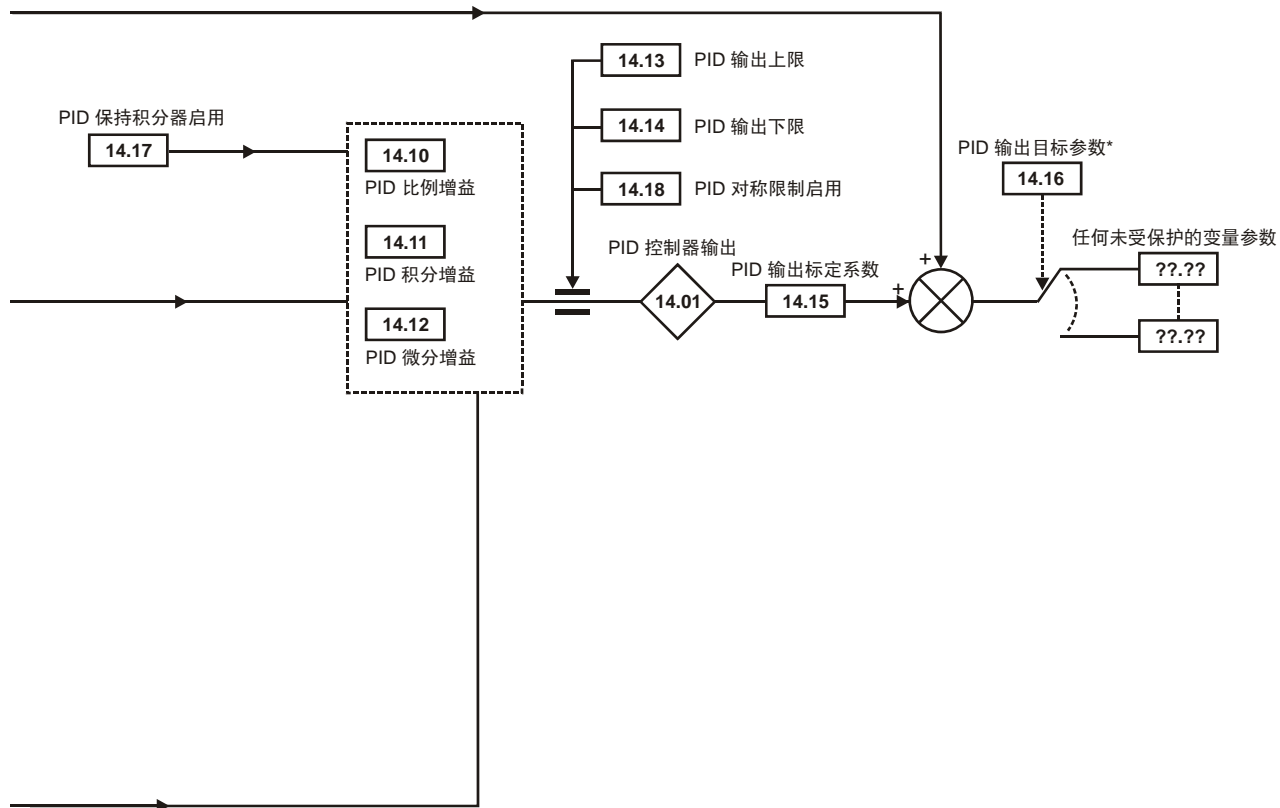 14.13 PID 输出上限
PID 保持积分器启用
14.17
14.14 PID 输出下限
14.10
PID 比例增益
PID 输出目标参数*
14.16
14.18 PID 对称限制启用
14.11
PID 积分增益
PID 控制器输出
任何未受保护的变量参数
+
??.??
PID 输出标定系数
+
14.01
14.15
14.12
PID 微分增益
??.??